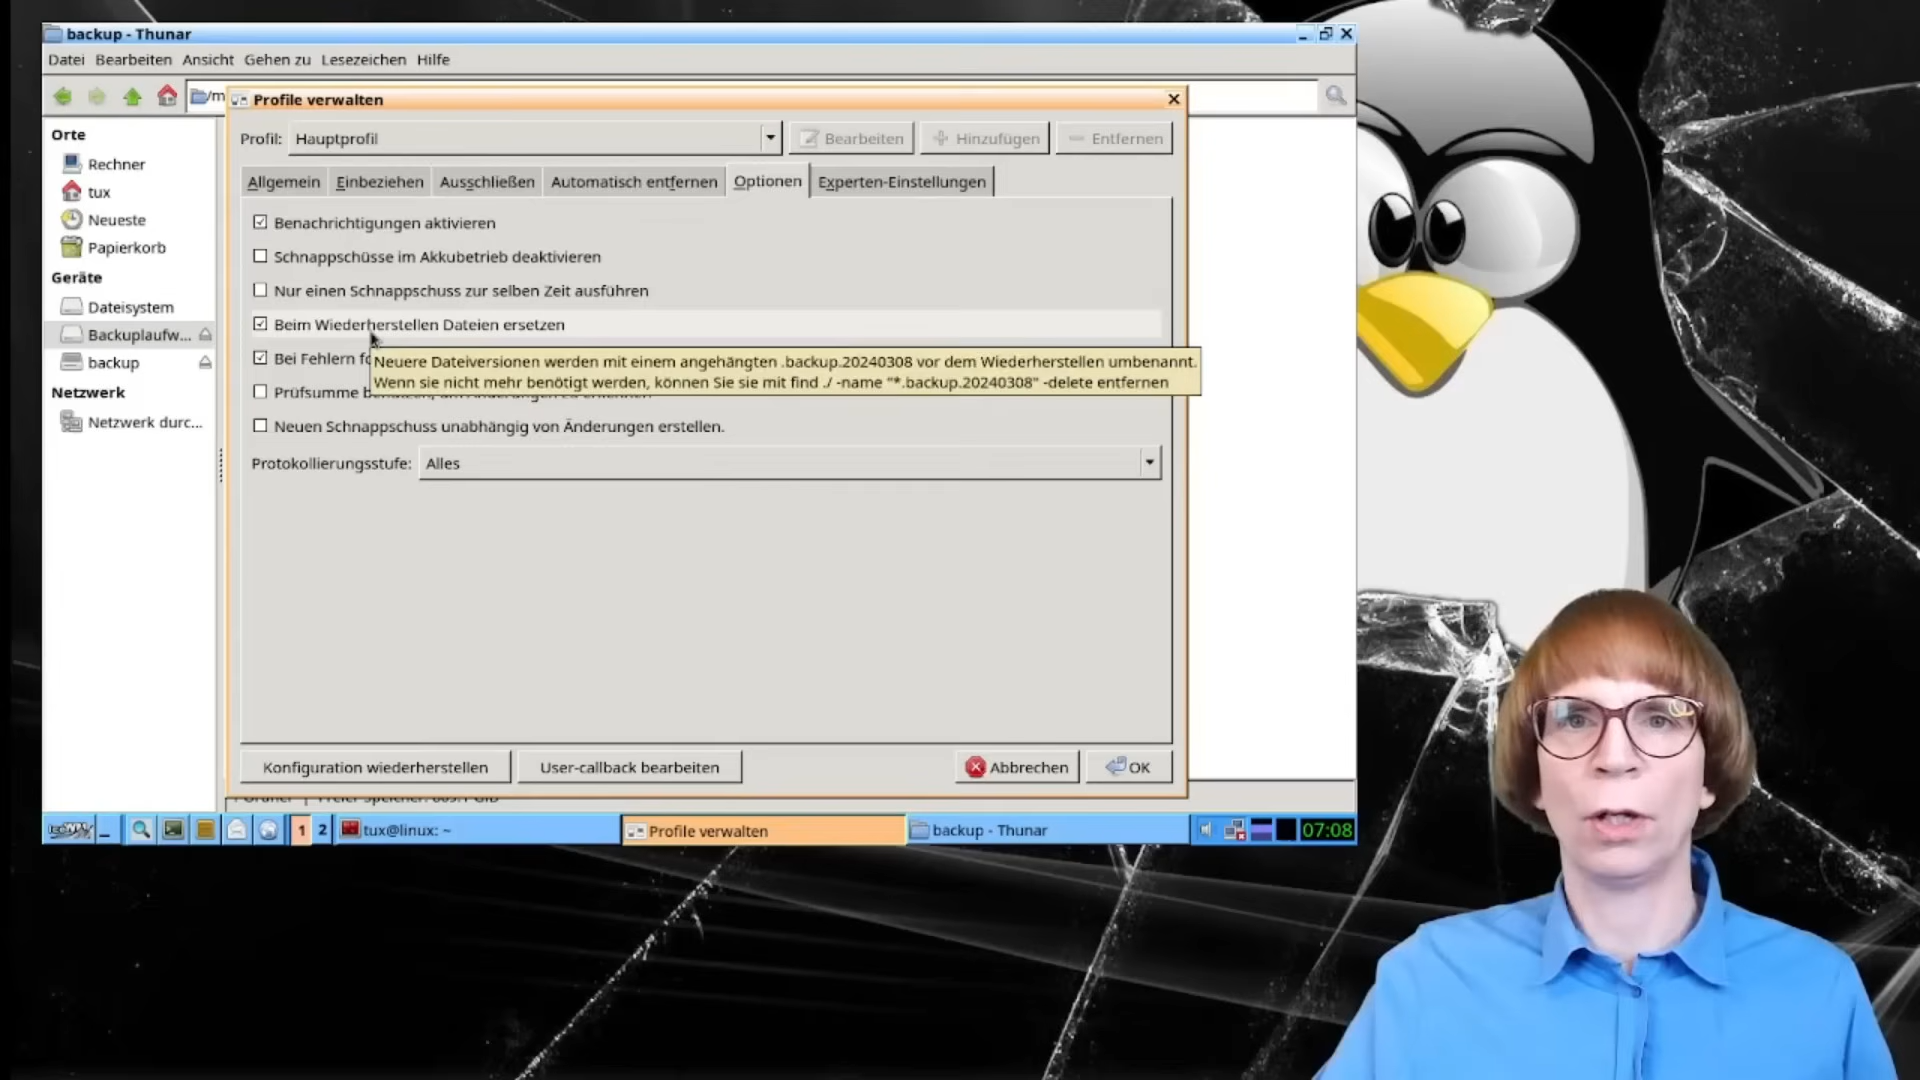 backup - Thunar
Datei Bearbeiten Ansicht Gehen zu Lesezeichen Hilfe
/m
Profile verwalten
Profil: Hauptprofil Bearbeiten Hinzufügen Entfernen
Allgemein Einbeziehen Ausschließen Automatisch entfernen Optionen Experten-Einstellungen
Orte
Rechner
tux
Neueste
Papierkorb
Geräte
Dateisystem
Backuplaufw...
backup
Netzwerk
Netzwerk durc...
Benachrichtigungen aktivieren
Schnappschüsse im Akkubetrieb deaktivieren
Nur einen Schnappschuss zur selben Zeit ausführen
Beim Wiederherstellen Dateien ersetzen
Bei Fehlern
Neuere Dateiversionen werden mit einem angehängten .backup.20240308 vor dem Wiederherstellen umbenannt.
Wenn sie nicht mehr benötigt werden, können Sie sie mit find ./ -name "*.backup.20240308" -delete entfernen
Prüfsumme
Neuen Schnappschuss unabhängig von Änderungen erstellen.
Protokollierungsstufe: Alles
Konfiguration wiederherstellen User-callback bearbeiten Abbrechen OK
1 2 tux@linux: ~ Profile verwalten backup - Thunar 07:08